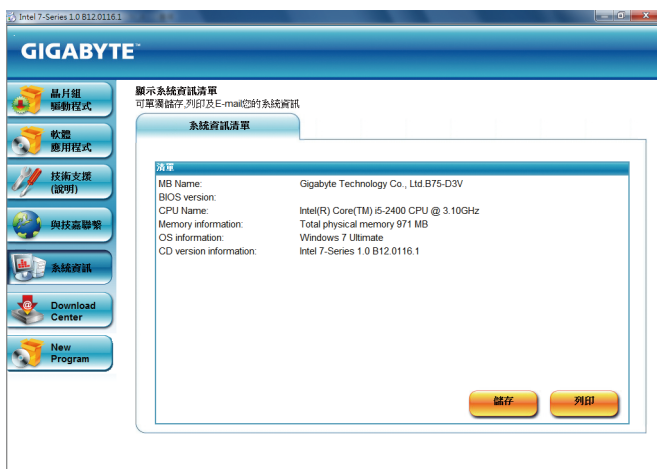 Intel 7-Series 1.0 B12.0116.1
GIGABYTE™
晶片組
驅動程式
軟體
應用程式
技術支援
(說明)
與技嘉聯繫
系統資訊
Download
Center
New
Program
顯示系統資訊清單
可單獨儲存,列印及E-mail您的系統資訊
系統資訊清單
清單
MB Name: Gigabyte Technology Co., Ltd.B75-D3V
BIOS version:
CPU Name: Intel(R) Core(TM) i5-2400 CPU @ 3.10GHz
Memory information: Total physical memory 971 MB
OS information: Windows 7 Ultimate
CD version information: Intel 7-Series 1.0 B12.0116.1
儲存
列印